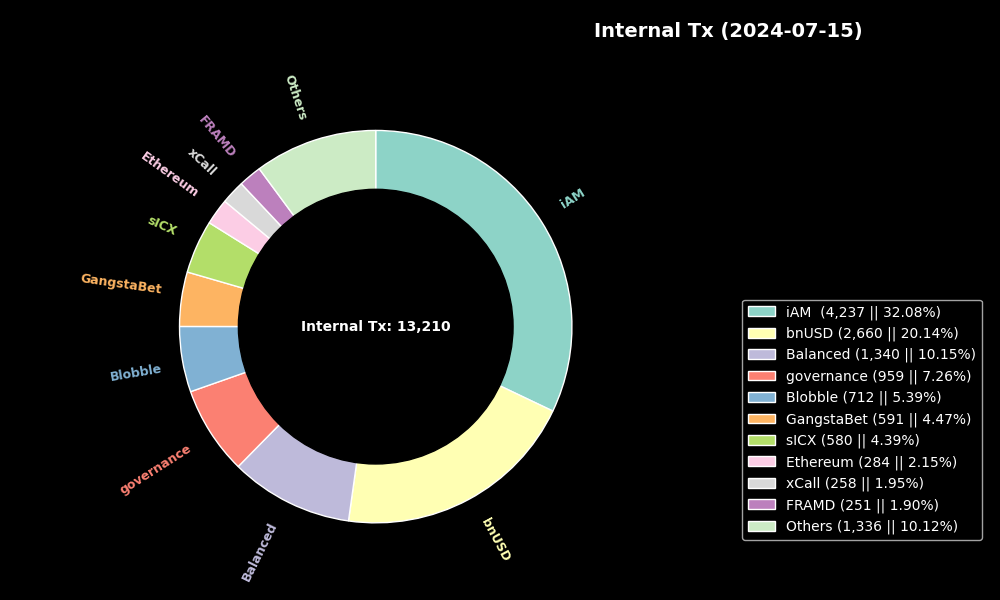 Internal Tx (2024-07-15)
Others
FRAMD
xCall
Ethereum
sICX
GangstaBet
Blobble
governance
Balanced
bnUSD
iAM
Internal Tx: 13,210
iAM  (4,237 || 32.08%)
bnUSD (2,660 || 20.14%)
Balanced (1,340 || 10.15%)
governance (959 || 7.26%)
Blobble (712 || 5.39%)
GangstaBet (591 || 4.47%)
sICX (580 || 4.39%)
Ethereum (284 || 2.15%)
xCall (258 || 1.95%)
FRAMD (251 || 1.90%)
Others (1,336 || 10.12%)